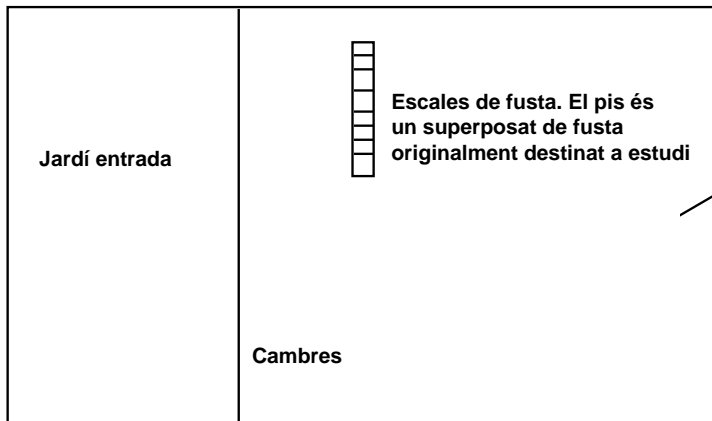 Escales de fusta. El pis és
un superposat de fusta
originalment destinat a estudi
Jardí entrada
Cambres